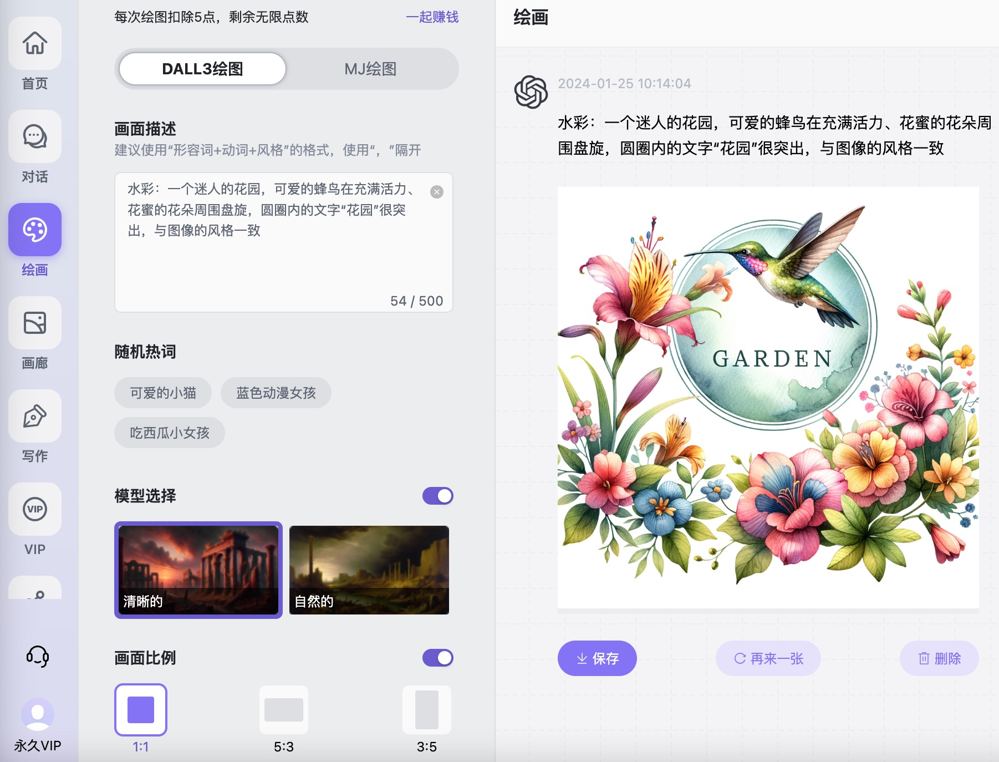 每次绘图扣除5点，剩余无限点数
一起赚钱
DALL3绘图
MJ绘图
画面描述
建议使用“形容词+动词+风格”的格式，使用“，”隔开
水彩：一个迷人的花园，可爱的蜂鸟在充满活力、
花蜜的花朵周围盘旋，圆圈内的文字“花园”很突
出，与图像的风格一致
54 / 500
随机热词
可爱的小猫
蓝色动漫女孩
吃西瓜小女孩
模型选择
清晰的
自然的
画面比例
1:1
5:3
3:5
首页
对话
绘画
画廊
写作
VIP
VIP
永久VIP
绘画
2024-01-25 10:14:04
水彩：一个迷人的花园，可爱的蜂鸟在充满活力、花蜜的花朵周
围盘旋，圆圈内的文字“花园”很突出，与图像的风格一致
GARDEN
保存
再来一张
删除